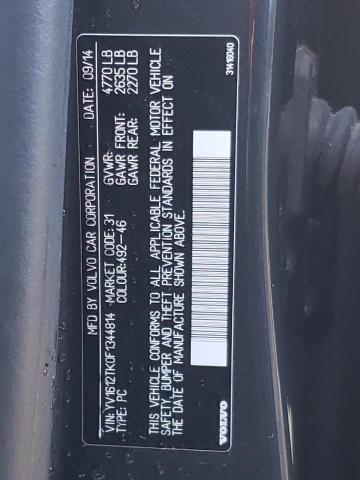 MFD BY VOLVO CAR CORPORATION DATE: 09/14
VIN: YV1612TK0F1344814 MARKET CODE: 31
TYPE: PC COLOUR: 492-46
GVWR: 4770 LB
GAWR FRONT: 2635 LB
GAWR REAR: 2270 LB
THIS VEHICLE CONFORMS TO ALL APPLICABLE FEDERAL MOTOR VEHICLE
SAFETY, BUMPER AND THEFT PREVENTION STANDARDS IN EFFECT ON
THE DATE OF MANUFACTURE SHOWN ABOVE.
VOLVO
31419040